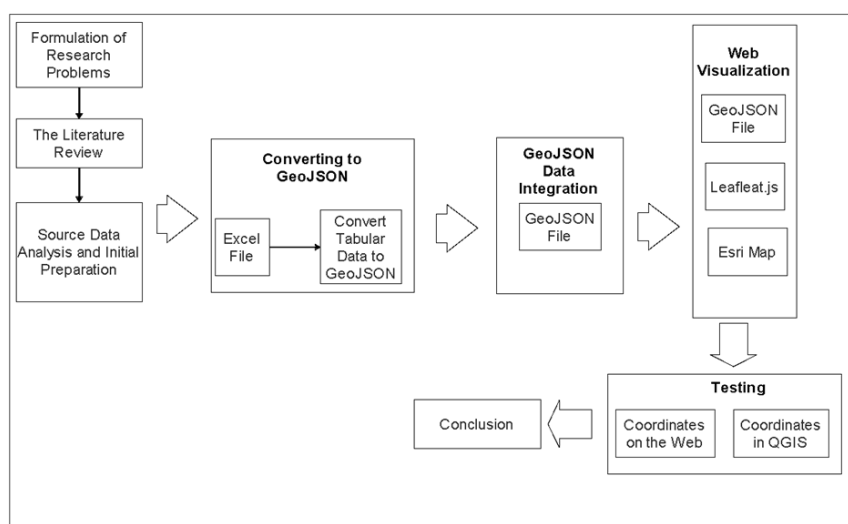 Formulation of
Research
Problems
The Literature
Review
Source Data
Analysis and Initial
Preparation
Converting to
GeoJSON
Excel
File
Convert
Tabular
Data to
GeoJSON
GeoJSON
Data
Integration
GeoJSON
File
Web
Visualization
GeoJSON
File
Leafleat.js
Esri Map
Testing
Coordinates
on the Web
Coordinates
in QGIS
Conclusion